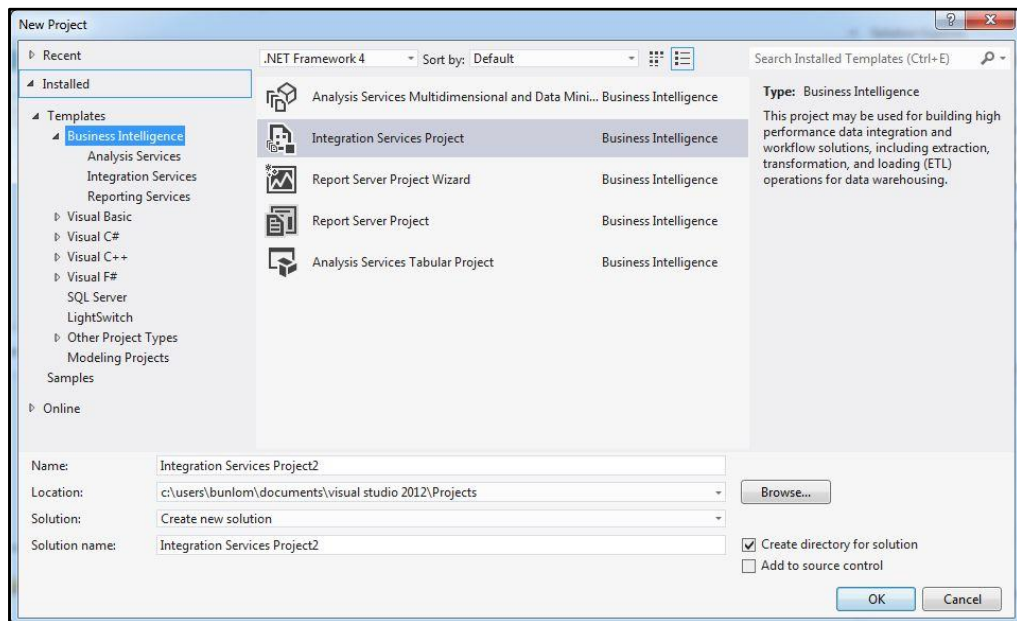 New Project
Recent
.NET Framework 4
Sort by: Default
Search Installed Templates (Ctrl+E)
Installed
Templates
Business Intelligence
Analysis Services
Integration Services
Reporting Services
Visual Basic
Visual C#
Visual C++
Visual F#
SQL Server
LightSwitch
Other Project Types
Modeling Projects
Samples
Online
Analysis Services Multidimensional and Data Mini... Business Intelligence
Integration Services Project Business Intelligence
Report Server Project Wizard Business Intelligence
Report Server Project Business Intelligence
Analysis Services Tabular Project Business Intelligence
Type: Business Intelligence
This project may be used for building high
performance data integration and
workflow solutions, including extraction,
transformation, and loading (ETL)
operations for data warehousing.
Name: Integration Services Project2
Location: c:\users\bunlom\documents\visual studio 2012\Projects
Browse...
Solution: Create new solution
Solution name: Integration Services Project2
Create directory for solution
Add to source control
OK Cancel